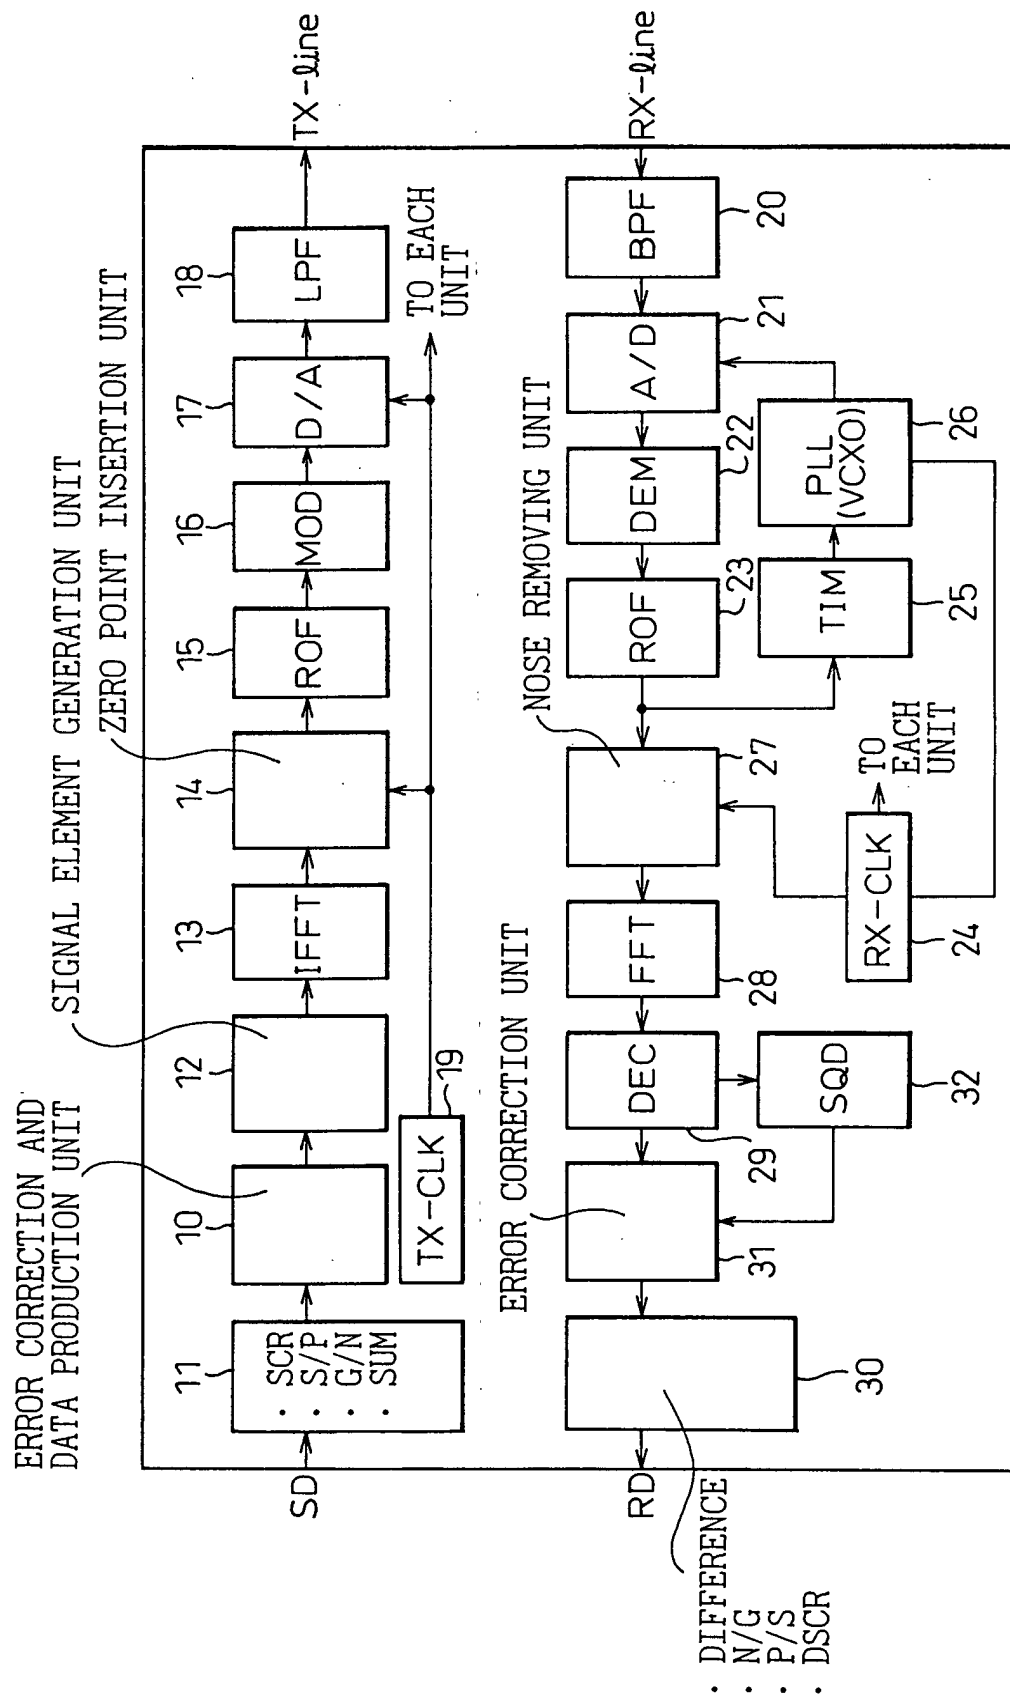 ERROR CORRECTION AND
DATA PRODUCTION UNIT
SIGNAL ELEMENT GENERATION UNIT
ZERO POINT INSERTION UNIT
SD
11
· SCR
· S/P
· G/N
· SUM
10
12
13
IFFT
14
15
ROF
16
MOD
17
D/A
18
LPF
TX-line
TX-CLK
19
TO EACH
UNIT
RX-line
BPF
20
A/D
21
DEM
22
ROF
23
NOSE REMOVING UNIT
27
TIM
25
PLL
(VCXO)
26
RX-CLK
24
TO
EACH
UNIT
FFT
28
DEC
29
SQD
32
ERROR CORRECTION UNIT
31
30
RD
· DIFFERENCE
· N/G
· P/S
· DSCR